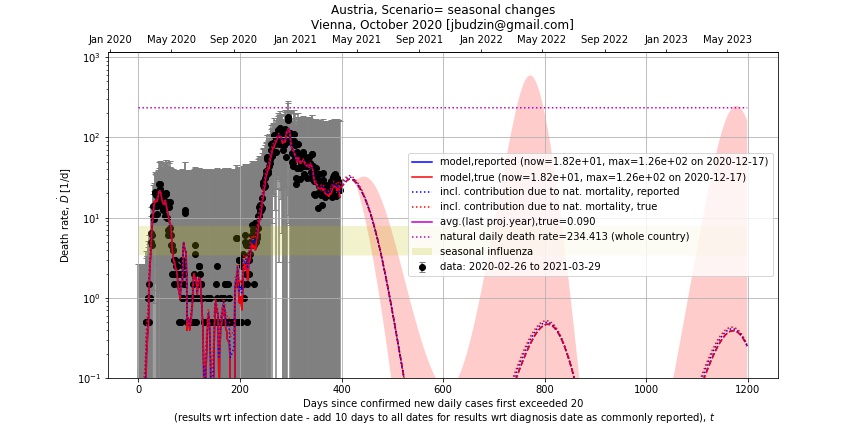 Austria, Scenario= seasonal changes
Vienna, October 2020 [jbudzin@gmail.com]
Jan 2020 May 2020 Sep 2020 Jan 2021 May 2021 Sep 2021 Jan 2022 May 2022 Sep 2022 Jan 2023 May 2023
10³
10²
10¹
10⁰
10⁻¹
Death rate, D [1/d]
model,reported (now=1.82e+01, max=1.26e+02 on 2020-12-17)
model,true (now=1.82e+01, max=1.26e+02 on 2020-12-17)
incl. contribution due to nat. mortality, reported
incl. contribution due to nat. mortality, true
avg.(last proj.year),true=0.090
natural daily death rate=234.413 (whole country)
seasonal influenza
data: 2020-02-26 to 2021-03-29
0 200 400 600 800 1000 1200
Days since confirmed new daily cases first exceeded 20
(results wrt infection date - add 10 days to all dates for results wrt diagnosis date as commonly reported), t